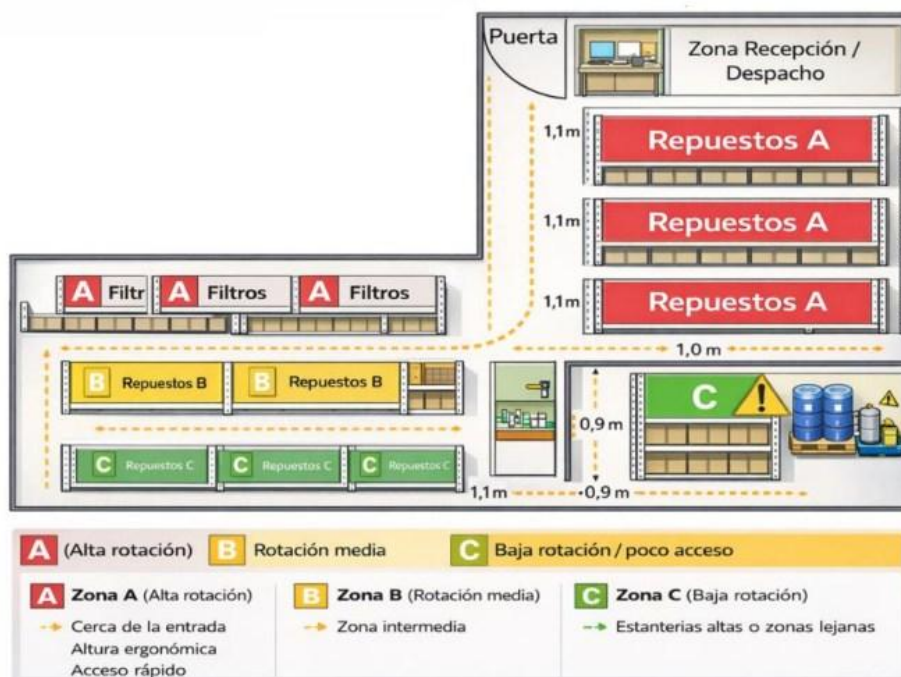 Puerta
Zona Recepción /
Despacho
1,1m
Repuestos A
1,1m
Repuestos A
1,1m
Repuestos A
A Filtr
A Filtros
A Filtros
1,0 m
B Repuestos B
B Repuestos B
C
0,9 m
C Repuestos C
C Repuestos C
C Repuestos C
1,1m
0,9 m
A (Alta rotación)
B Rotación media
C Baja rotación / poco acceso
A Zona A (Alta rotación)
Cerca de la entrada
Altura ergonómica
Acceso rápido
B Zona B (Rotación media)
Zona intermedia
C Zona C (Baja rotación)
Estanterias altas o zonas lejanas